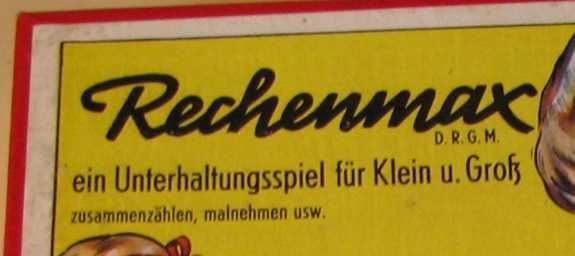 Rechenmax
D.R.G.M.
ein Unterhaltungsspiel für Klein u. Groß
zusammenzählen, malnehmen usw.